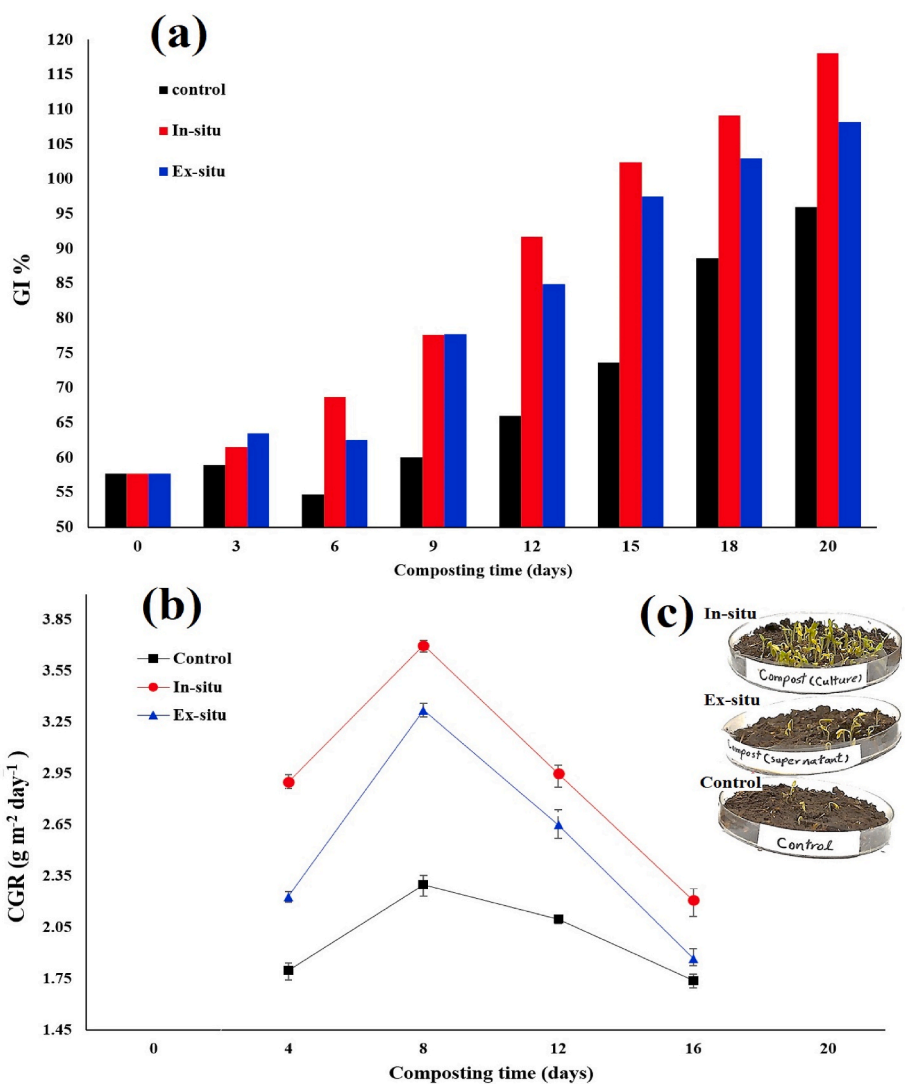 (a)
120
115
110
105
100
95
90
85
80
75
70
65
60
55
50
GI %
control
In-situ
Ex-situ
0 3 6 9 12 15 18 20
Composting time (days)
(b)
3.85
3.55
3.25
2.95
2.65
2.35
2.05
1.75
1.45
CGR (g m⁻² day⁻¹)
Control
In-situ
Ex-situ
0 4 8 12 16 20
Composting time (days)
(c)
In-situ
Compost (Culture)
Ex-situ
Compost (supernatant)
Control
Control